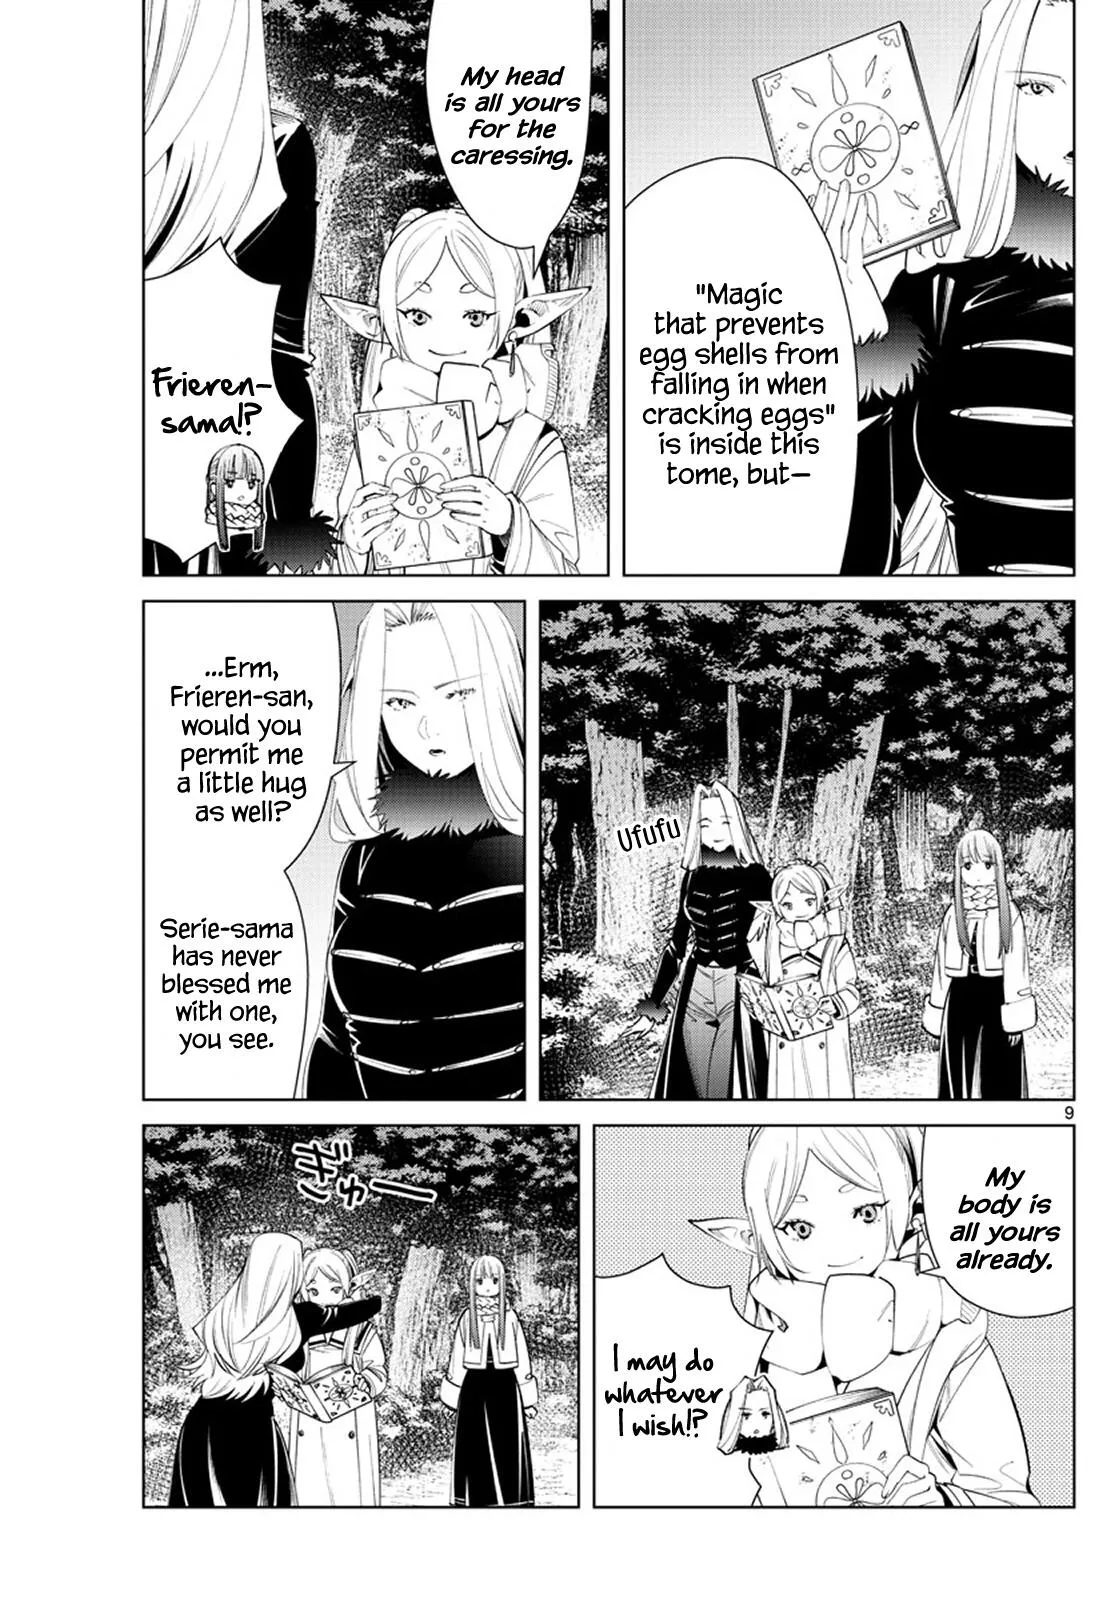 "Magic
that prevents
egg shells from
falling in when
cracking eggs"
is inside this
tome, but—
My head
is all yours
for the
caressing.
Frieren-
sama!?
Ufufu
...Erm,
Frieren-san,
would you
permit me
a little hug
as well?
Serie-sama
has never
blessed me
with one,
you see.
9
My
body is
all yours
already.
I may do
whatever
I wish!?
ぎゅー